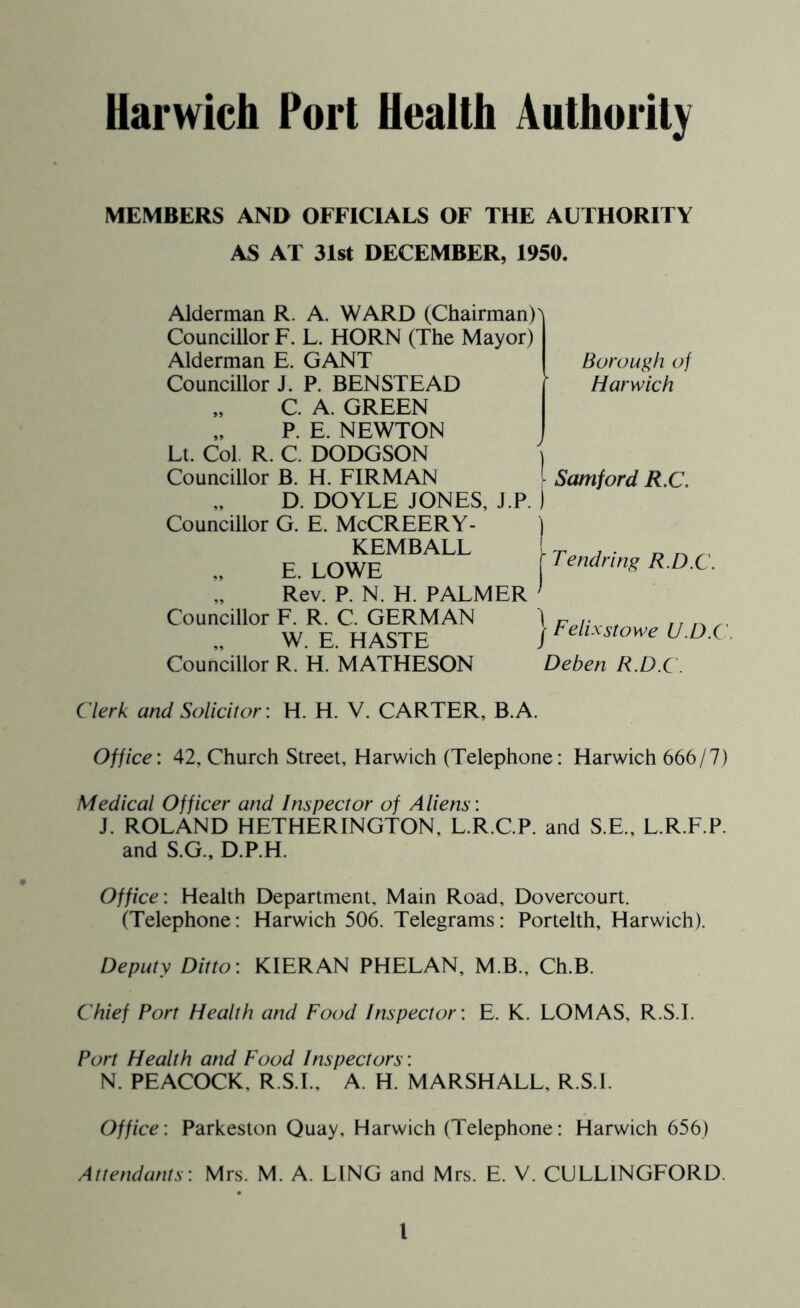 Harwich Port Health Authority
MEMBERS AND OFFICIALS OF THE AUTHORITY
AS AT 31st DECEMBER, 1950.
Alderman R. A. WARD (Chairman)
Councillor F. L. HORN (The Mayor)
Alderman E. GANT
Councillor J. P. BENSTEAD
„ C. A. GREEN
„ P. E. NEWTON
Borough of
Harwich
Lt. Col. R. C. DODGSON
Councillor B. H. FIRMAN
„ D. DOYLE JONES, J.P.
Samford R.C.
Councillor G. E. McCREERY-
KEMBALL
„ E. LOWE
„ Rev. P. N. H. PALMER
Tendring R.D.C.
Councillor F. R. C. GERMAN
„ W. E. HASTE
Felixstowe U.D.C.
Councillor R. H. MATHESON Deben R.D.C.
Clerk and Solicitor: H. H. V. CARTER, B.A.
Office: 42, Church Street, Harwich (Telephone: Harwich 666/7)
Medical Officer and Inspector of Aliens:
J. ROLAND HETHERINGTON, L.R.C.P. and S.E., L.R.F.P.
and S.G., D.P.H.
Office: Health Department, Main Road, Dovercourt.
(Telephone: Harwich 506. Telegrams: Portelth, Harwich).
Deputy Ditto: KIERAN PHELAN, M.B., Ch.B.
Chief Port Health and Food Inspector: E. K. LOMAS, R.S.I.
Port Health and Food Inspectors:
N. PEACOCK, R.S.I., A. H. MARSHALL, R.S.I.
Office: Parkeston Quay, Harwich (Telephone: Harwich 656)
Attendants: Mrs. M. A. LING and Mrs. E. V. CULLINGFORD.
1